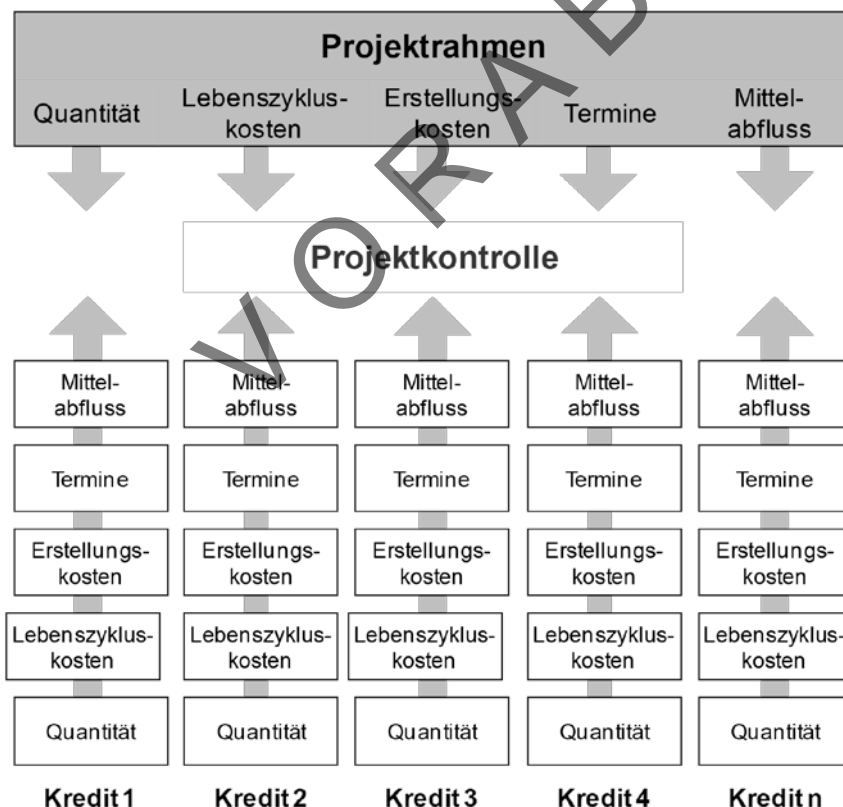 Projektrahmen
Quantität
Lebenszyklus-
kosten
Erstellungs-
kosten
Termine
Mittel-
abfluss
VORAB
Projektkontrolle
Mittel-
abfluss
Mittel-
abfluss
Mittel-
abfluss
Mittel-
abfluss
Mittel-
abfluss
Termine
Termine
Termine
Termine
Termine
Erstellungs-
kosten
Erstellungs-
kosten
Erstellungs-
kosten
Erstellungs-
kosten
Erstellungs-
kosten
Lebenszyklus-
kosten
Lebenszyklus-
kosten
Lebenszyklus-
kosten
Lebenszyklus-
kosten
Lebenszyklus-
kosten
Quantität
Quantität
Quantität
Quantität
Quantität
Kredit 1
Kredit 2
Kredit 3
Kredit 4
Kredit n